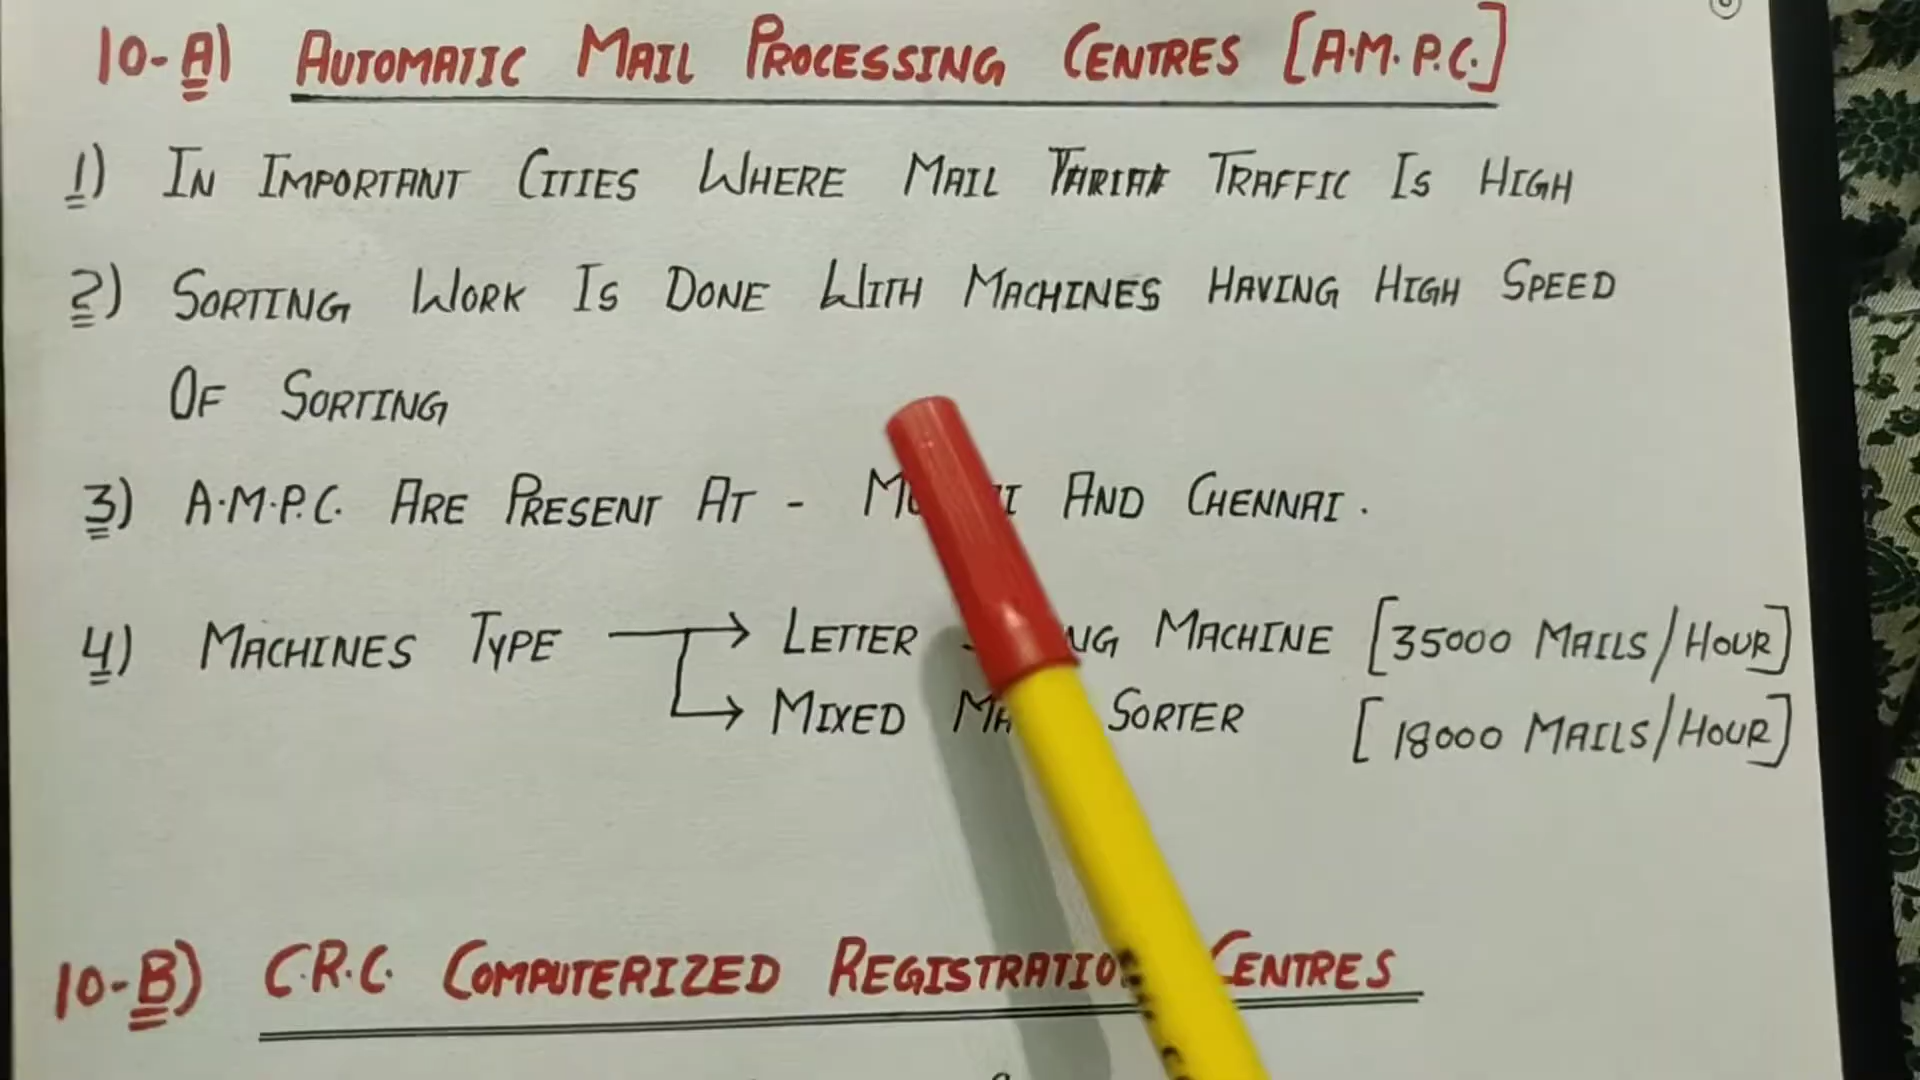 10-A) AUTOMATIC MAIL PROCESSING CENTRES [A.M.P.C.]
1) IN IMPORTANT CITIES WHERE MAIL TRAFFIC IS HIGH
2) SORTING WORK IS DONE WITH MACHINES HAVING HIGH SPEED
OF SORTING
3) A.M.P.C. ARE PRESENT AT - AND CHENNAI.
4) MACHINES TYPE → LETTER MACHINE [35000 MAILS/HOUR]
→ MIXED SORTER [18000 MAILS/HOUR]
10-B) C.R.C. COMPUTERIZED REGISTRATION CENTRES